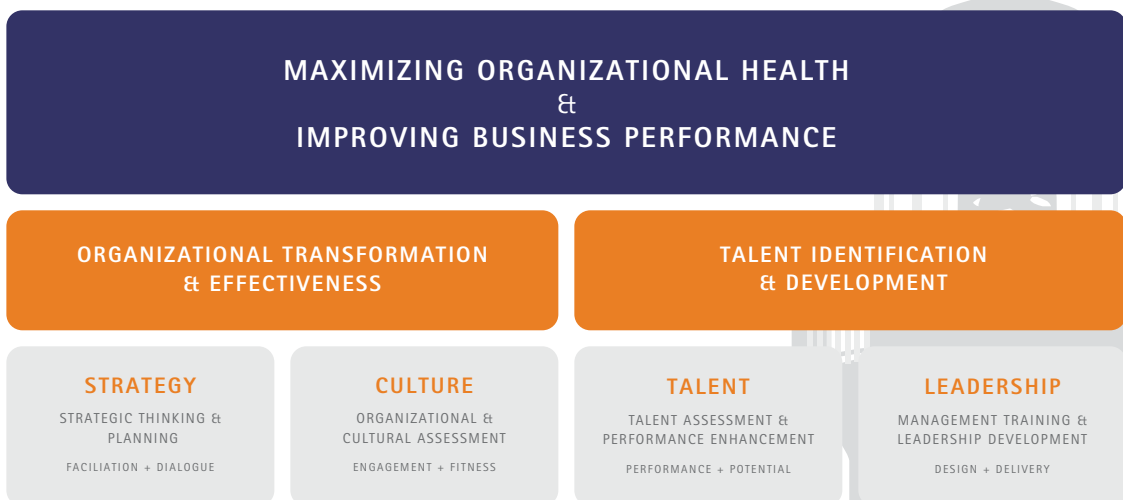 MAXIMIZING ORGANIZATIONAL HEALTH
&
IMPROVING BUSINESS PERFORMANCE
ORGANIZATIONAL TRANSFORMATION
& EFFECTIVENESS
TALENT IDENTIFICATION
& DEVELOPMENT
STRATEGY
STRATEGIC THINKING &
PLANNING
FACILIATION + DIALOGUE
CULTURE
ORGANIZATIONAL &
CULTURAL ASSESSMENT
ENGAGEMENT + FITNESS
TALENT
TALENT ASSESSMENT &
PERFORMANCE ENHANCEMENT
PERFORMANCE + POTENTIAL
LEADERSHIP
MANAGEMENT TRAINING &
LEADERSHIP DEVELOPMENT
DESIGN + DELIVERY